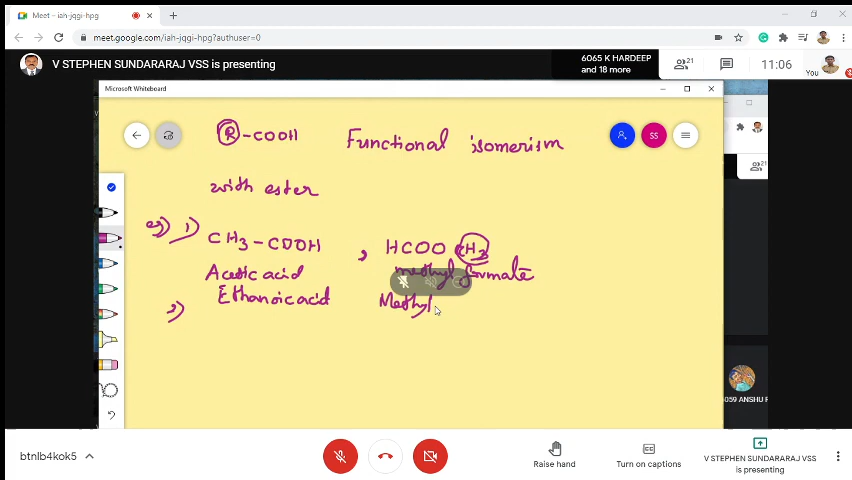 Meet – iah-jqgi-hpg
meet.google.com/iah-jqgi-hpg?authuser=0
V STEPHEN SUNDARARAJ VSS is presenting
6065 K HARDEEP
and 18 more
21
11:06
You
Microsoft Whiteboard
R-COOH Functional isomerism
SS
21
with ester
eg) 1)
CH3-COOH , HCOO CH3
Acetic acid methyl formate
Ethanoic acid Methyl
2)
6059 ANSHU R
btnlb4kok5
Raise hand
Turn on captions
V STEPHEN SUNDARARAJ VSS
is presenting